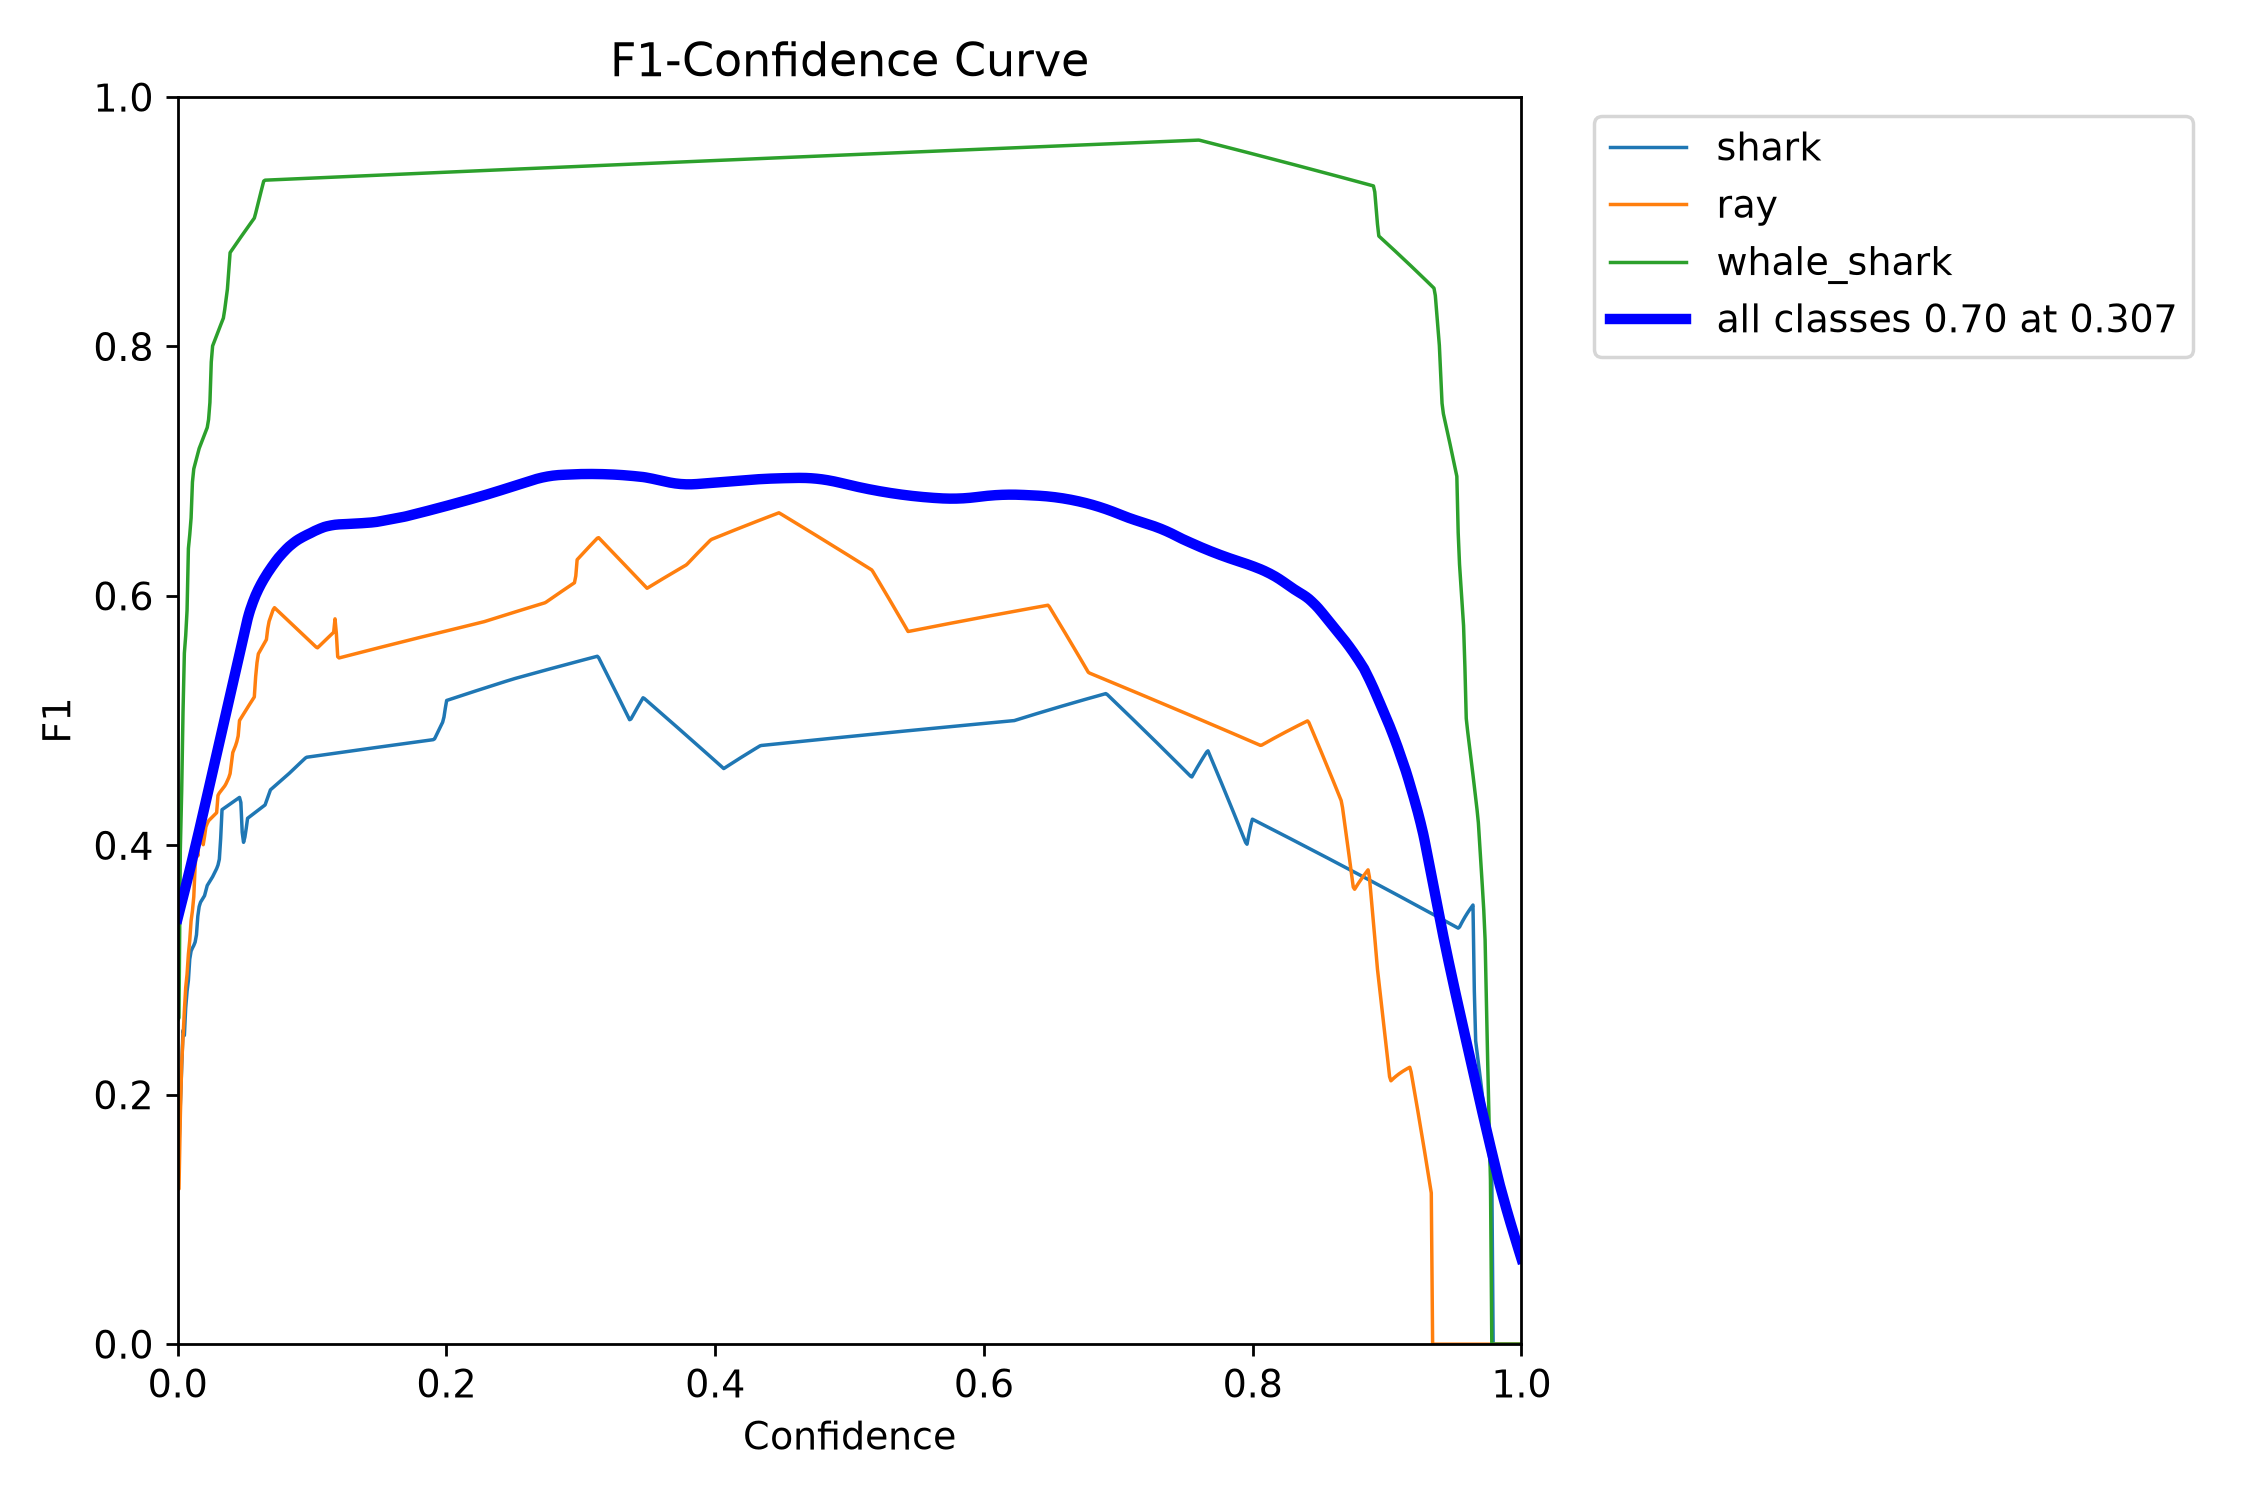 F1-Confidence Curve
1.0
0.8
0.6
0.4
0.2
0.0
F1
0.0 0.2 0.4 0.6 0.8 1.0
Confidence
shark
ray
whale_shark
all classes 0.70 at 0.307